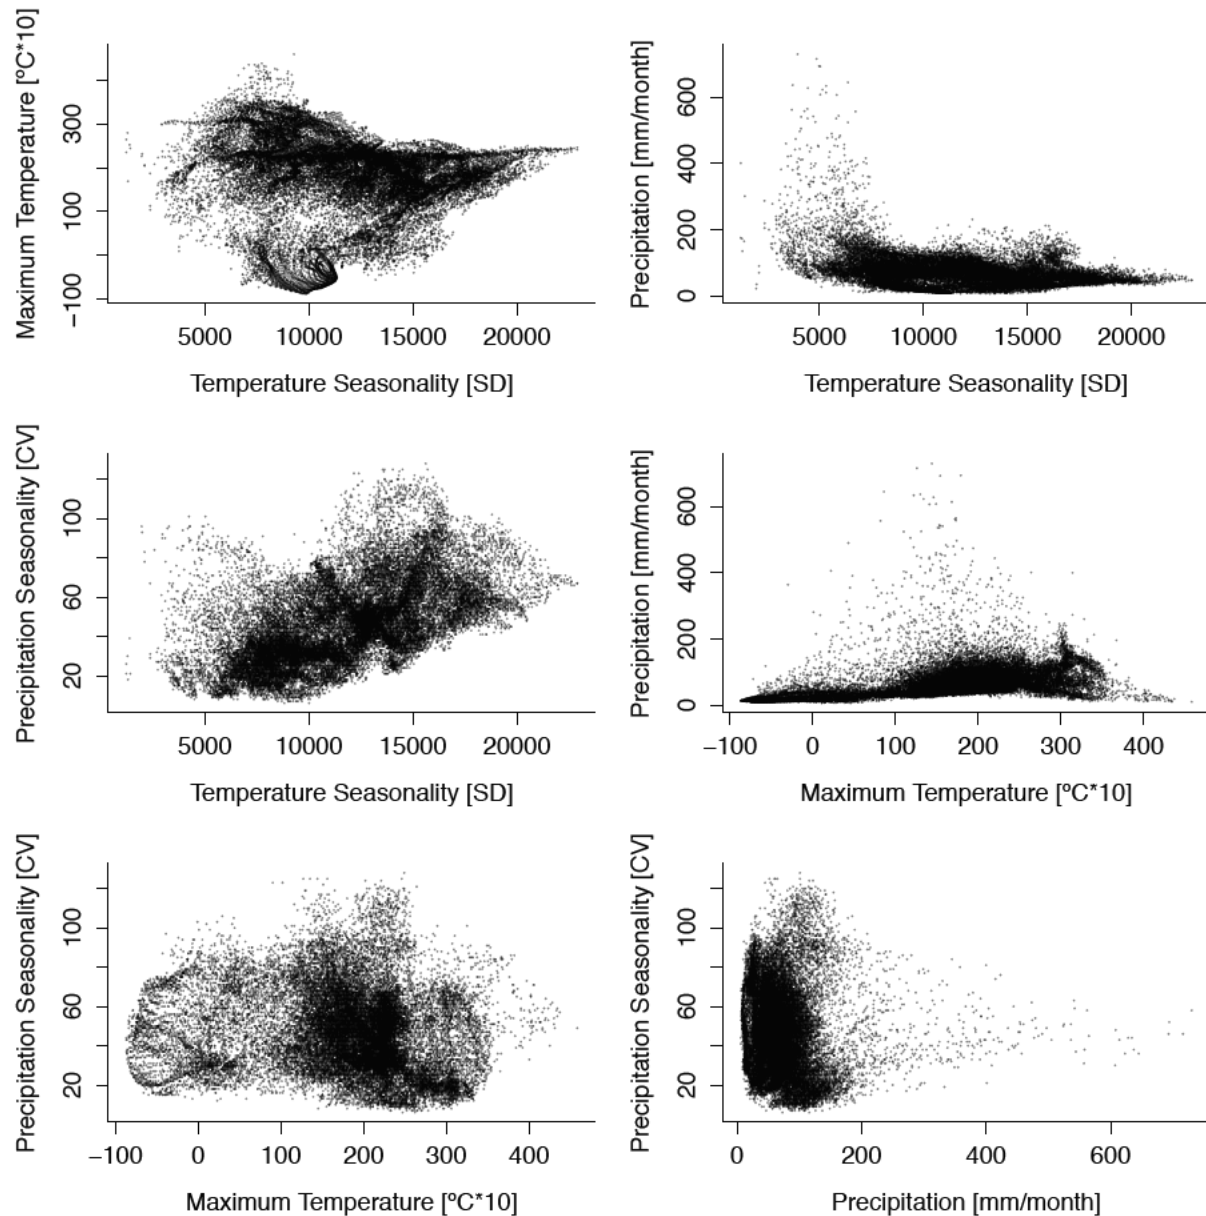 Maximum Temperature [ºC*10]
300
100
−100
5000 10000 15000 20000
Temperature Seasonality [SD]
Precipitation [mm/month]
600
400
200
0
5000 10000 15000 20000
Temperature Seasonality [SD]
Precipitation Seasonality [CV]
100
60
20
5000 10000 15000 20000
Temperature Seasonality [SD]
Precipitation [mm/month]
600
400
200
0
−100 0 100 200 300 400
Maximum Temperature [ºC*10]
Precipitation Seasonality [CV]
100
60
20
−100 0 100 200 300 400
Maximum Temperature [ºC*10]
Precipitation Seasonality [CV]
100
60
20
0 200 400 600
Precipitation [mm/month]